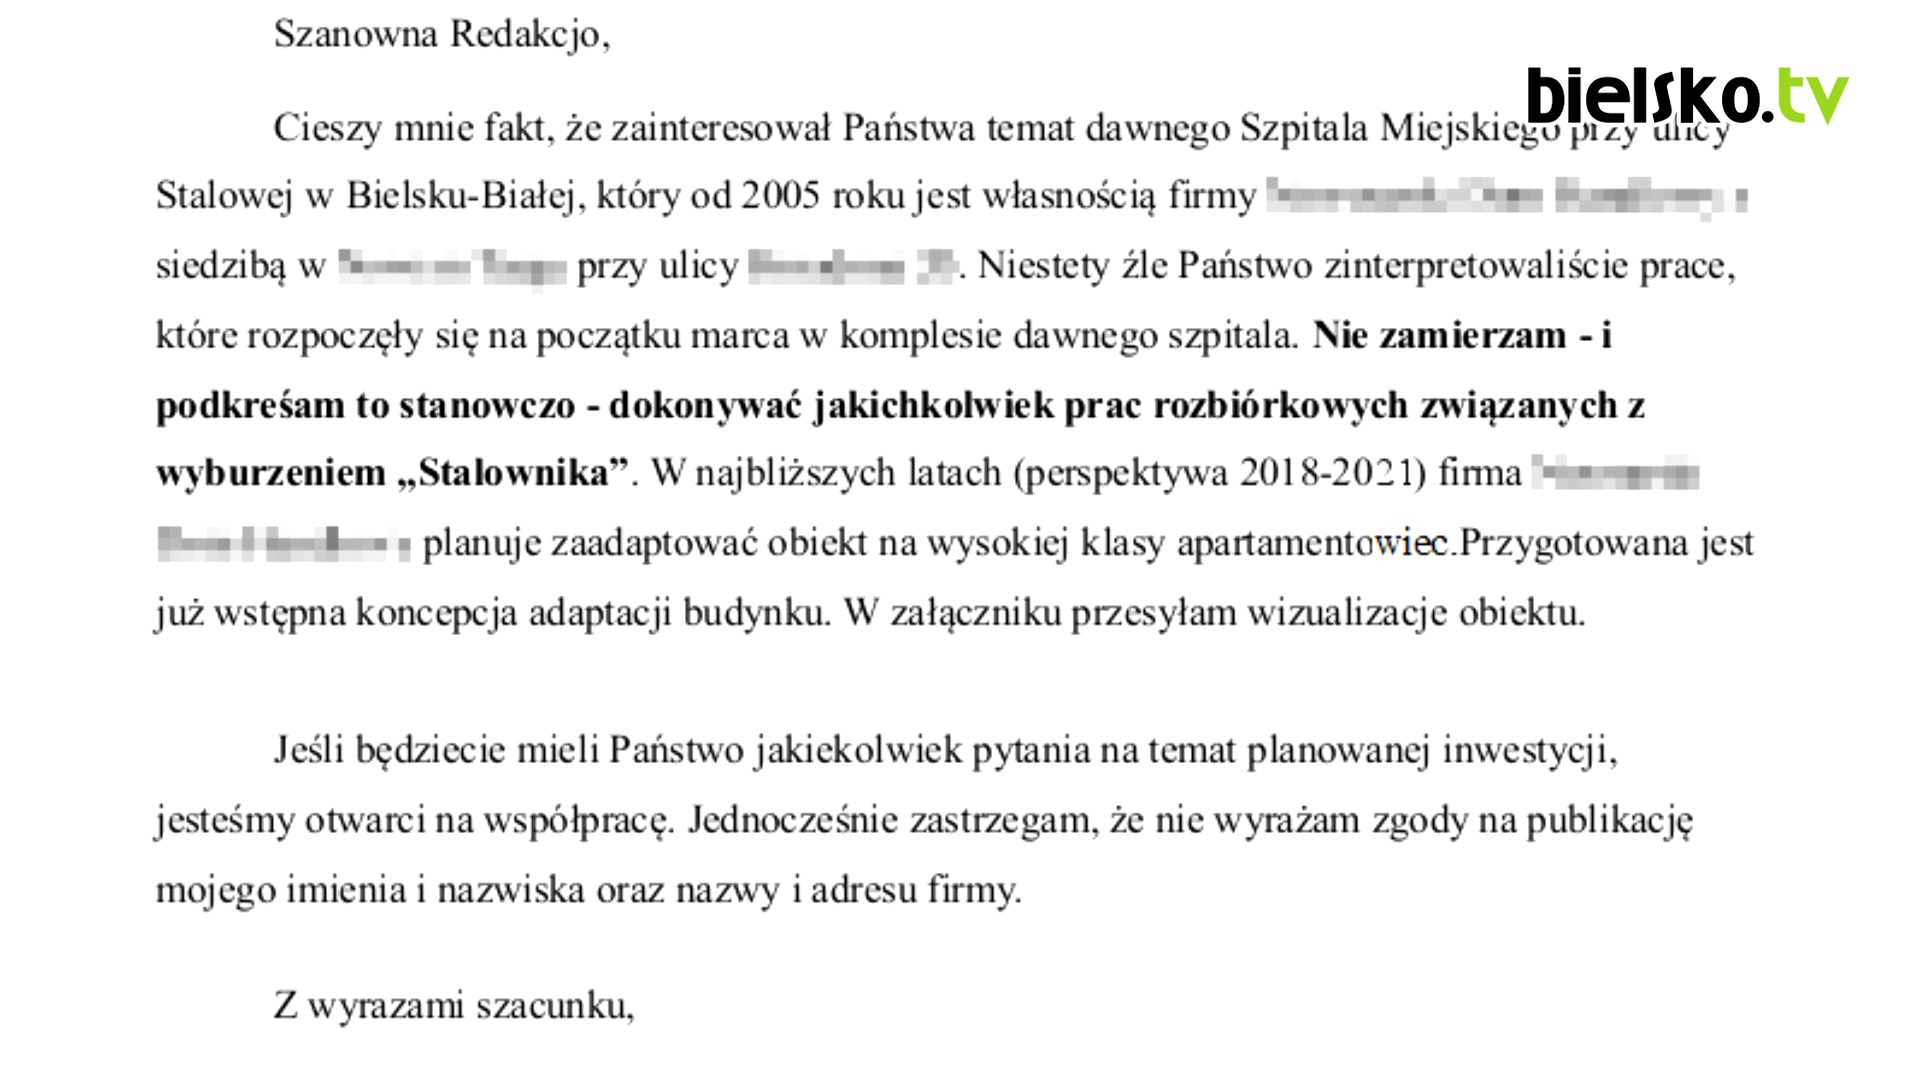 Szanowna Redakcjo,
bielsko.tv
Cieszy mnie fakt, że zainteresował Państwa temat dawnego Szpitala Miejskiego przy ulicy
Stalowej w Bielsku-Białej, który od 2005 roku jest własnością firmy
siedzibą w przy ulicy . Niestety źle Państwo zinterpretowaliście prace,
które rozpoczęły się na początku marca w komplesie dawnego szpitala. Nie zamierzam - i
podkreśam to stanowczo - dokonywać jakichkolwiek prac rozbiórkowych związanych z
wyburzeniem „Stalownika”. W najbliższych latach (perspektywa 2018-2021) firma
planuje zaadaptować obiekt na wysokiej klasy apartamentowiec.Przygotowana jest
już wstępna koncepcja adaptacji budynku. W załączniku przesyłam wizualizacje obiektu.
Jeśli będziecie mieli Państwo jakiekolwiek pytania na temat planowanej inwestycji,
jesteśmy otwarci na współpracę. Jednocześnie zastrzegam, że nie wyrażam zgody na publikację
mojego imienia i nazwiska oraz nazwy i adresu firmy.
Z wyrazami szacunku,